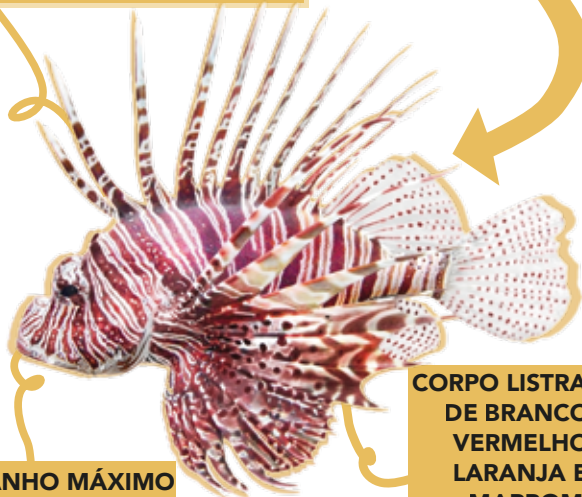 ANHO MÁXIMO
CORPO LISTRA
DE BRANCO
VERMELHO
LARANJA E